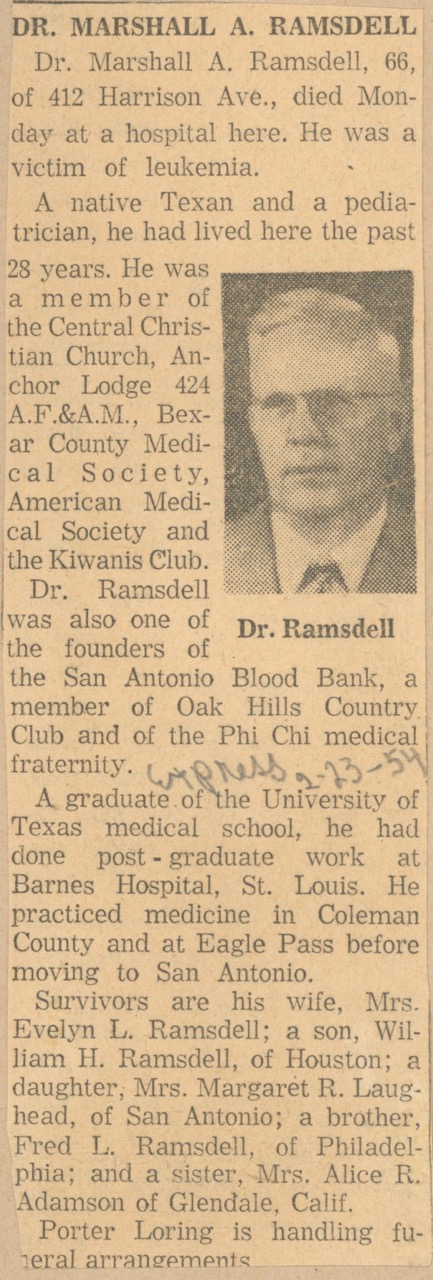 DR. MARSHALL A. RAMSDELL
Dr. Marshall A. Ramsdell, 66,
of 412 Harrison Ave., died Mon-
day at a hospital here. He was a
victim of leukemia.
A native Texan and a pedia-
trician, he had lived here the past
28 years. He was
a member of
the Central Chris-
tian Church, An-
chor Lodge 424
A.F.&A.M., Bex-
ar County Medi-
cal Society,
American Medi-
cal Society and
the Kiwanis Club.
Dr. Ramsdell
was also one of
the founders of
Dr. Ramsdell
the San Antonio Blood Bank, a
member of Oak Hills Country
Club and of the Phi Chi medical
fraternity.
Express 2-23-54
A graduate of the University of
Texas medical school, he had
done post-graduate work at
Barnes Hospital, St. Louis. He
practiced medicine in Coleman
County and at Eagle Pass before
moving to San Antonio.
Survivors are his wife, Mrs.
Evelyn L. Ramsdell; a son, Wil-
liam H. Ramsdell, of Houston; a
daughter, Mrs. Margaret R. Laug-
head, of San Antonio; a brother,
Fred L. Ramsdell, of Philadel-
phia; and a sister, Mrs. Alice R.
Adamson of Glendale, Calif.
Porter Loring is handling fu-
neral arrangements